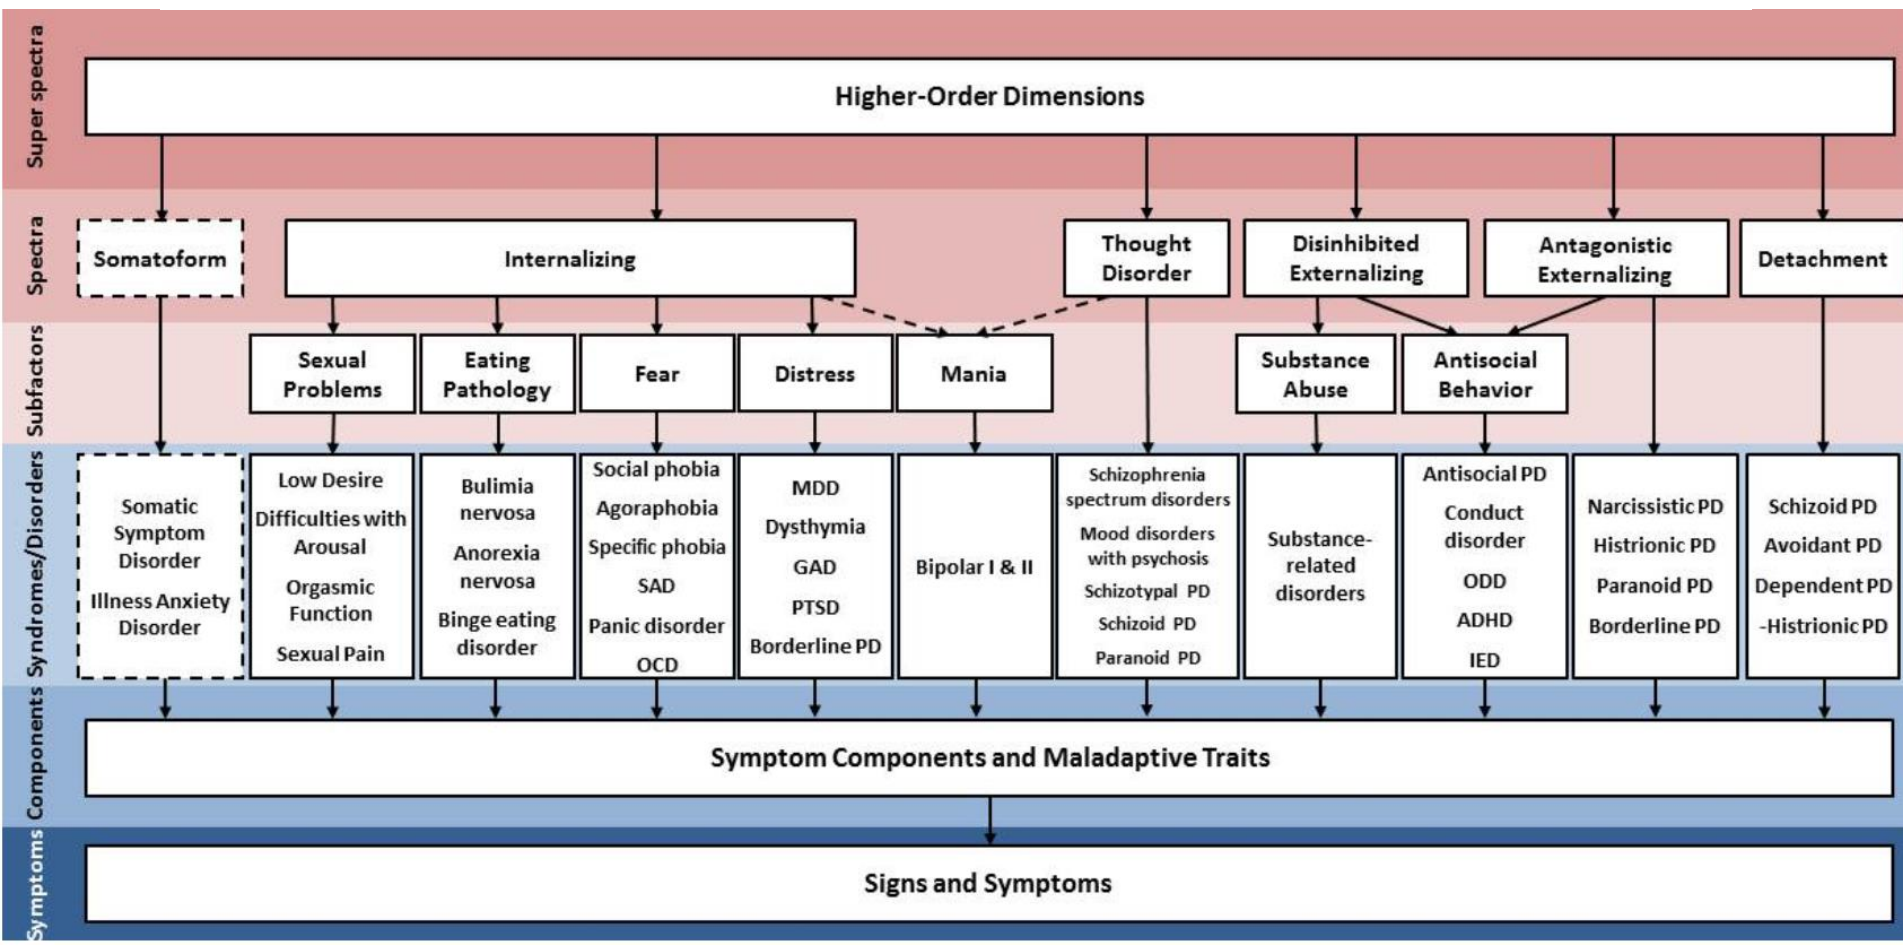 Super spectra
Higher-Order Dimensions
Spectra
Somatoform
Internalizing
Thought
Disorder
Disinhibited
Externalizing
Antagonistic
Externalizing
Detachment
Subfactors
Sexual
Problems
Eating
Pathology
Fear
Distress
Mania
Substance
Abuse
Antisocial
Behavior
Syndromes/Disorders
Somatic
Symptom
Disorder
Illness Anxiety
Disorder
Low Desire
Difficulties with
Arousal
Orgasmic
Function
Sexual Pain
Bulimia
nervosa
Anorexia
nervosa
Binge eating
disorder
Social phobia
Agoraphobia
Specific phobia
SAD
Panic disorder
OCD
MDD
Dysthymia
GAD
PTSD
Borderline PD
Bipolar I & II
Schizophrenia
spectrum disorders
Mood disorders
with psychosis
Schizotypal PD
Schizoid PD
Paranoid PD
Substance-
related
disorders
Antisocial PD
Conduct
disorder
ODD
ADHD
IED
Narcissistic PD
Histrionic PD
Paranoid PD
Borderline PD
Schizoid PD
Avoidant PD
Dependent PD
-Histrionic PD
Components
Symptom Components and Maladaptive Traits
Symptoms
Signs and Symptoms